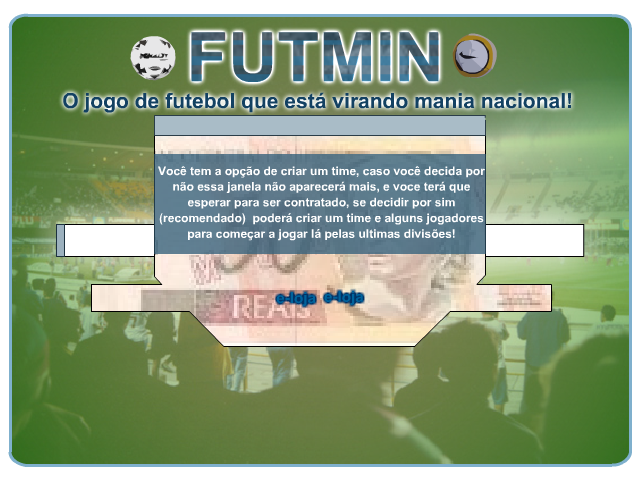 FUTMIN
O jogo de futebol que está virando mania nacional!
Você tem a opção de criar um time, caso você decida por
não essa janela não aparecerá mais, e voce terá que
esperar para ser contratado, se decidir por sim
(recomendado) poderá criar um time e alguns jogadores
para começar a jogar lá pelas ultimas divisões!
e-loja e-loja
REAIS